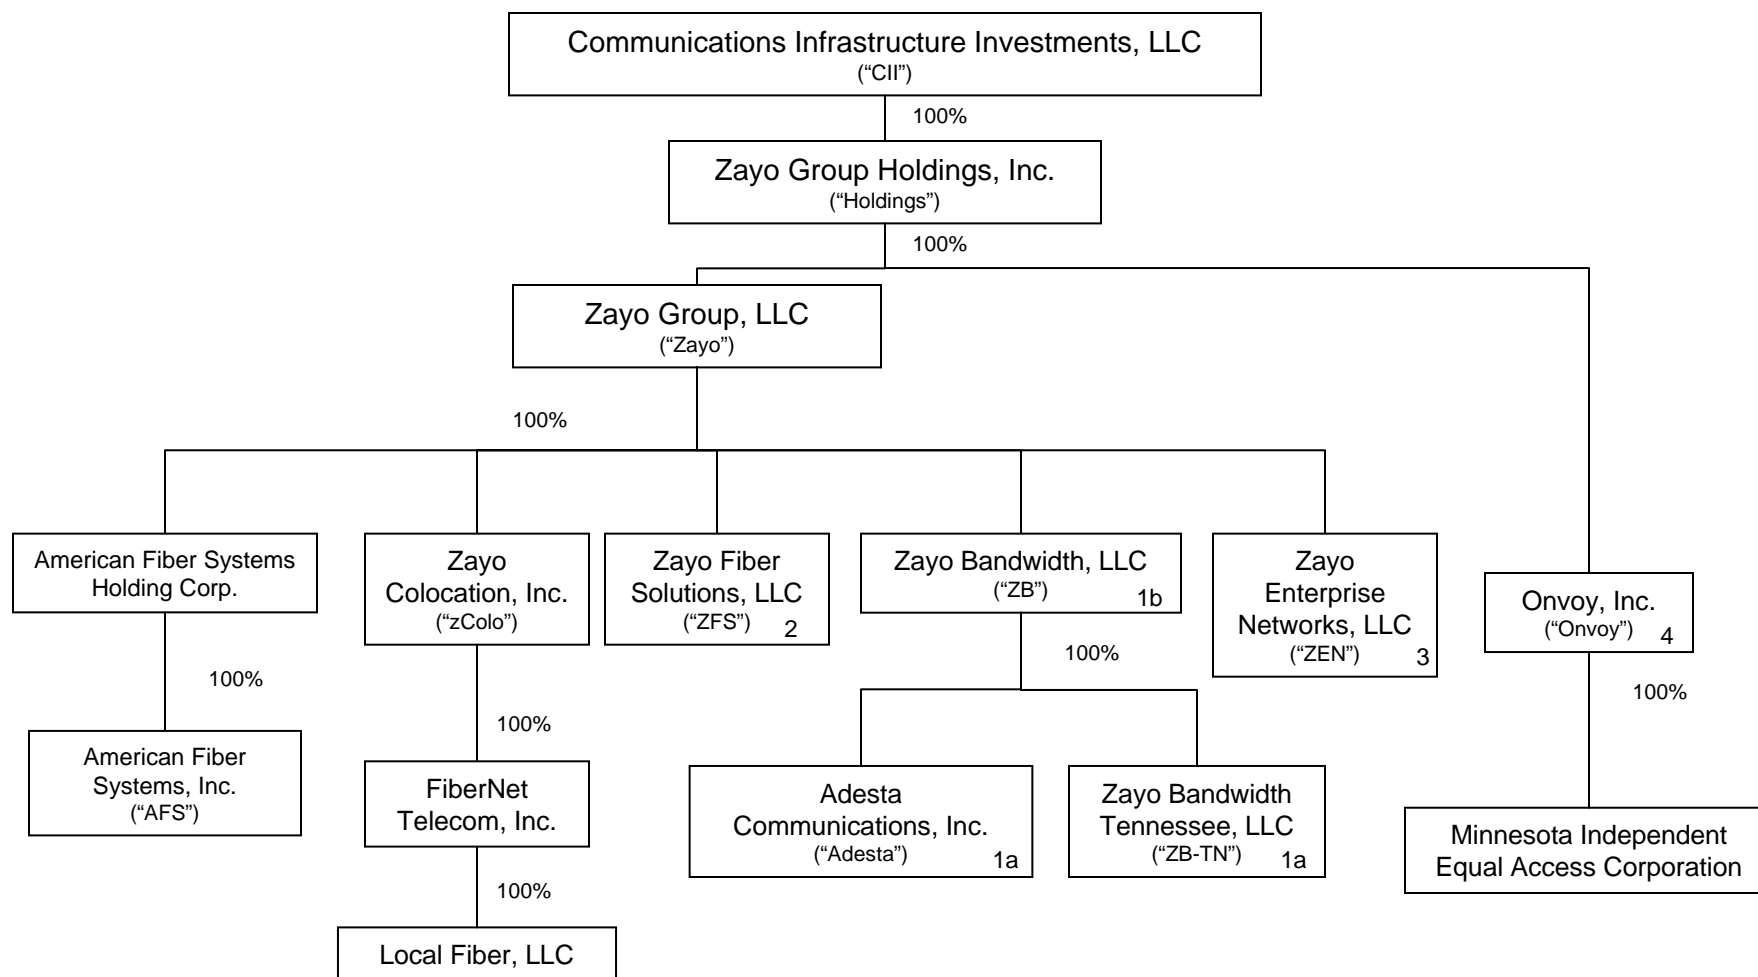 Communications Infrastructure Investments, LLC
(“CII”)
100%
Zayo Group Holdings, Inc.
(“Holdings”)
100%
Zayo Group, LLC
(“Zayo”)
100%
American Fiber Systems
Holding Corp.
Zayo
Colocation, Inc.
(“zColo”)
Zayo Fiber
Solutions, LLC
(“ZFS”) 2
Zayo Bandwidth, LLC
(“ZB”) 1b
Zayo
Enterprise
Networks, LLC
(“ZEN”) 3
Onvoy, Inc.
(“Onvoy”) 4
100%
100%
100%
100%
American Fiber
Systems, Inc.
(“AFS”)
FiberNet
Telecom, Inc.
Adesta
Communications, Inc.
(“Adesta”) 1a
Zayo Bandwidth
Tennessee, LLC
(“ZB-TN”) 1a
Minnesota Independent
Equal Access Corporation
100%
Local Fiber, LLC